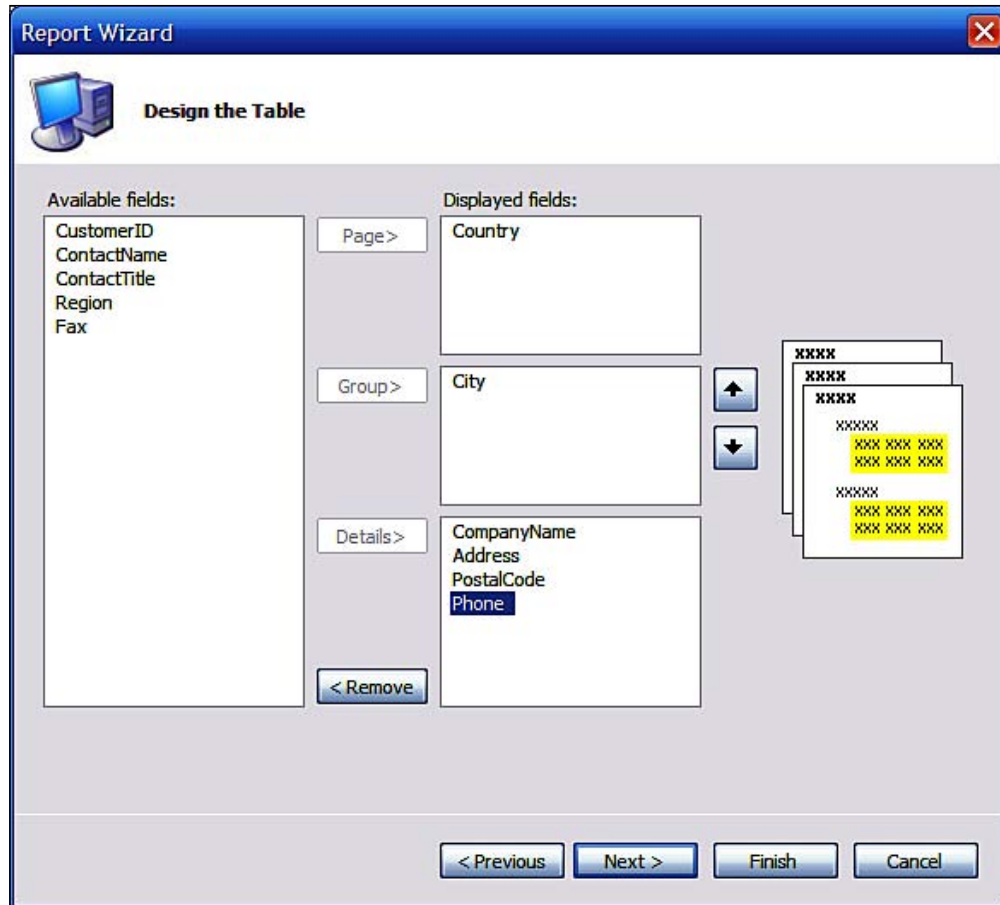 Report Wizard
Design the Table
Available fields:
CustomerID
ContactName
ContactTitle
Region
Fax
Page>
Group>
Details>
< Remove
Displayed fields:
Country
City
CompanyName
Address
PostalCode
Phone
xxxx
xxxx
xxxx
xxxxx
xxx xxx xxx
xxx xxx xxx
xxxxx
xxx xxx xxx
xxx xxx xxx
< Previous
Next >
Finish
Cancel